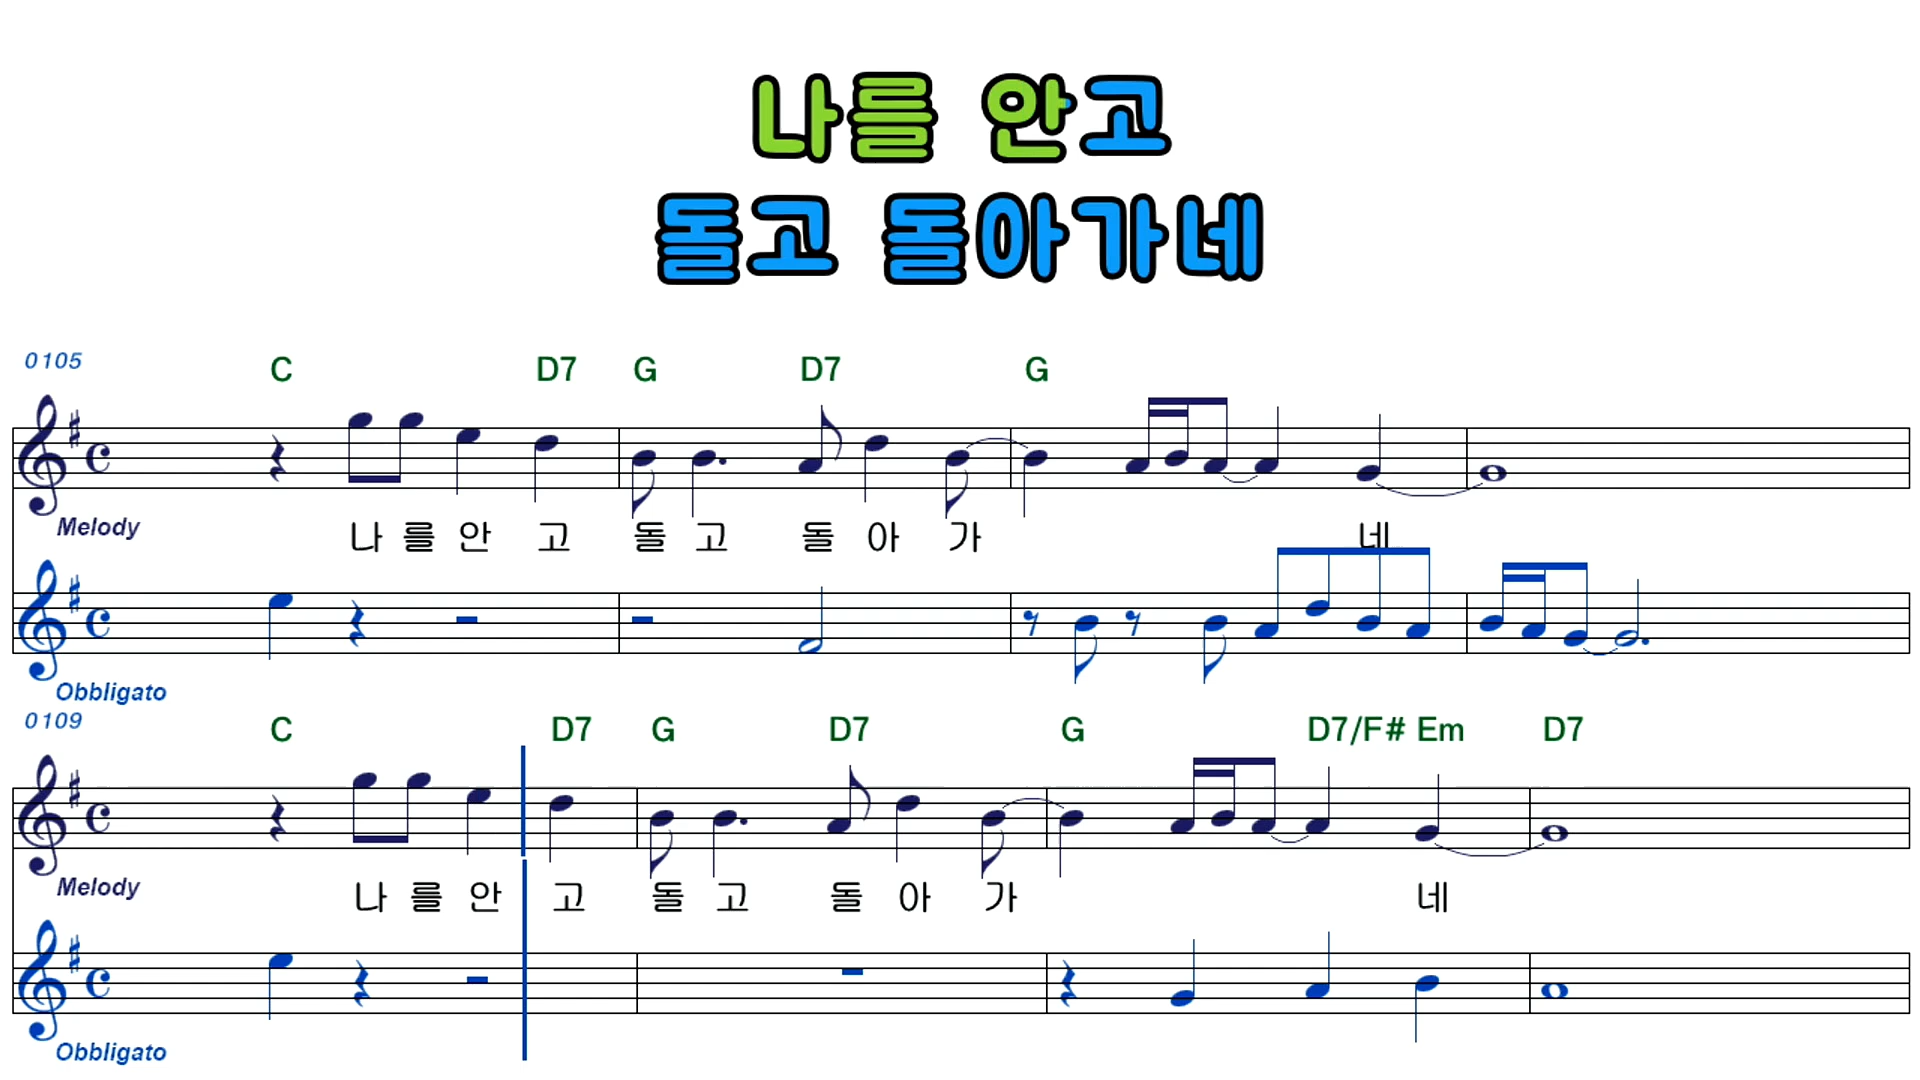 나를 안고
돌고 돌아가네
0105
C D7 G D7 G
Melody
나 를 안 고 돌 고 돌 아 가 네
Obbligato
0109
C D7 G D7 G D7/F# Em D7
Melody
나 를 안 고 돌 고 돌 아 가 네
Obbligato